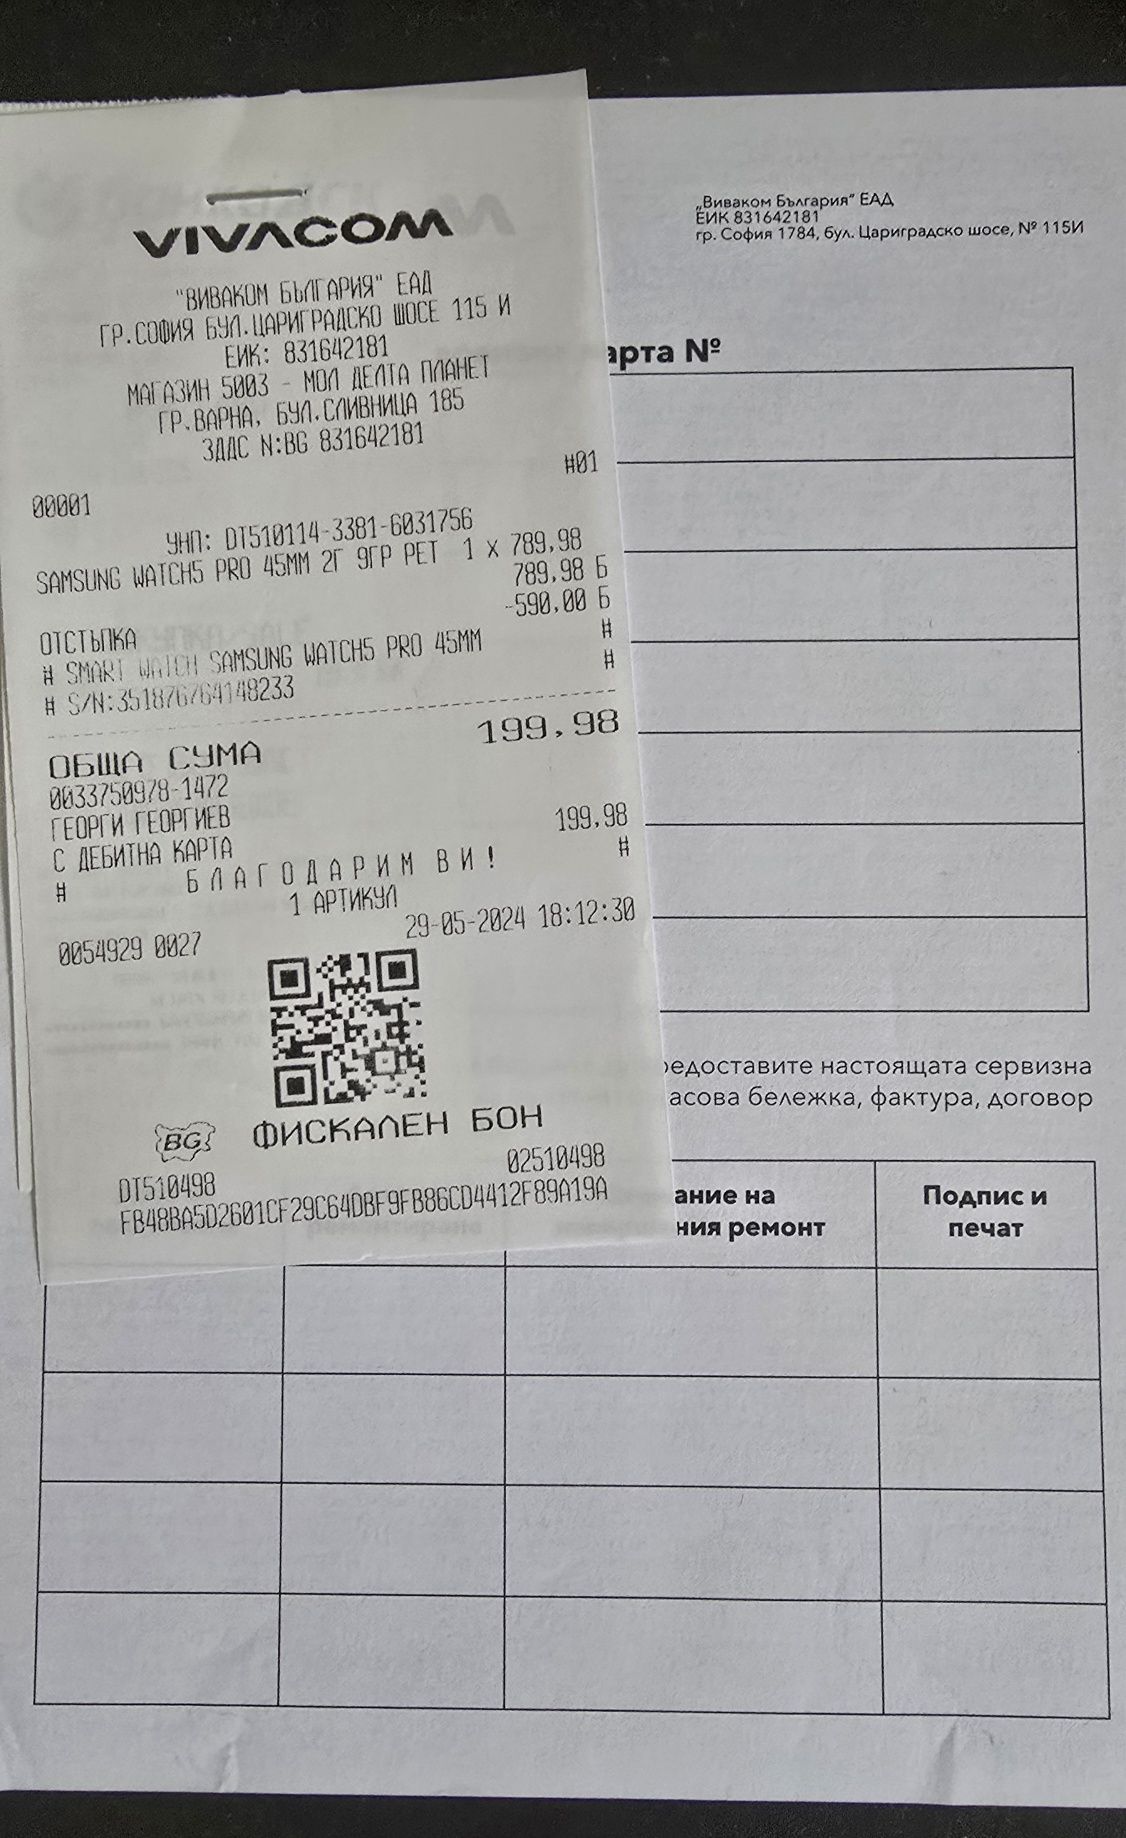 VIVACOM
"ВИВАКОМ БЪЛГАРИЯ" ЕАД
ГР.СОФИЯ БУЛ.ЦАРИГРАДСКО ШОСЕ 115 И
ЕИК: 831642181
МАГАЗИН 5003 - МОЛ ДЕЛТА ПЛАНЕТ
ГР.ВАРНА, БУЛ.СЛИВНИЦА 185
ЗДДС N:BG 831642181
#01
00001
УНП: DT510114-3381-6031756
SAMSUNG WATCH5 PRO 45MM 2Г 9ГР РЕТ 1 X 789,98
789,98 Б
ОТСТЪПКА -590,00 Б
# SMART WATCH SAMSUNG WATCH5 PRO 45MM #
# S/N:351876764148233 #
ОБЩА СУМА 199,98
0033750978-1472
ГЕОРГИ ГЕОРГИЕВ
С ДЕБИТНА КАРТА 199,98
# БЛАГОДАРИМ ВИ! #
1 АРТИКУЛ
0054929 0027 29-05-2024 18:12:30
BG ФИСКАЛЕН БОН
DT510498 02510498
FB48BA5D2601CF29C64DBF9FB86CD4412F89A19A
„Виваком България" ЕАД
ЕИК 831642181
гр. София 1784, бул. Цариградско шосе, № 115И
арта №
едоставите настоящата сервизна
асова бележка, фактура, договор
ание на
ния ремонт
Подпис и
печат